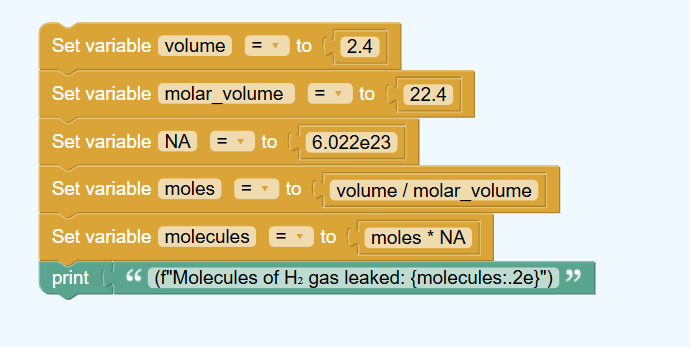 Set variable volume = to 2.4
Set variable molar_volume = to 22.4
Set variable NA = to 6.022e23
Set variable moles = to volume / molar_volume
Set variable molecules = to moles * NA
print “ (f"Molecules of H₂ gas leaked: {molecules:.2e}") ”